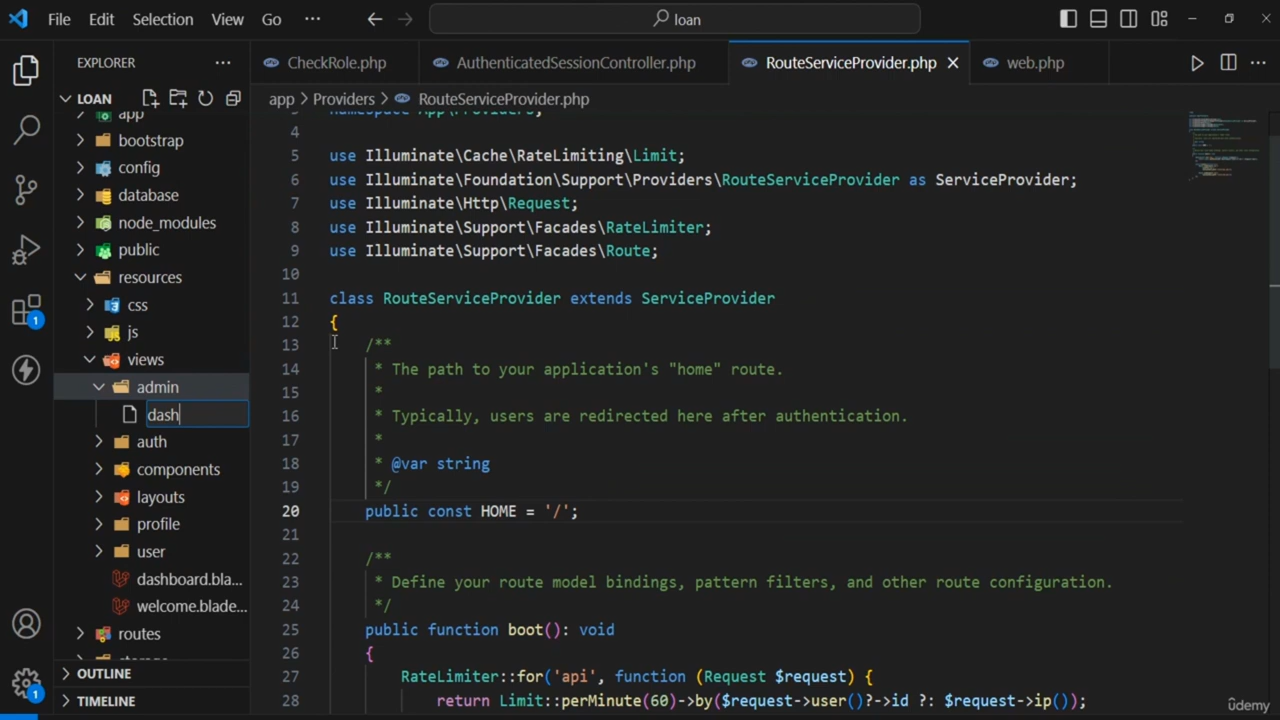 File Edit Selection View Go ··· loan
EXPLORER ···
CheckRole.php AuthenticatedSessionController.php RouteServiceProvider.php web.php
LOAN
app > Providers > RouteServiceProvider.php
app
bootstrap
config
database
node_modules
public
resources
css
js
views
admin
dash
auth
components
layouts
profile
user
dashboard.bla...
welcome.blade...
routes
OUTLINE
TIMELINE
1
1
namespace App\Providers;
4
5 use Illuminate\Cache\RateLimiting\Limit;
6 use Illuminate\Foundation\Support\Providers\RouteServiceProvider as ServiceProvider;
7 use Illuminate\Http\Request;
8 use Illuminate\Support\Facades\RateLimiter;
9 use Illuminate\Support\Facades\Route;
10
11 class RouteServiceProvider extends ServiceProvider
12 {
13 /**
14 * The path to your application's "home" route.
15 *
16 * Typically, users are redirected here after authentication.
17 *
18 * @var string
19 */
20 public const HOME = '/';
21
22 /**
23 * Define your route model bindings, pattern filters, and other route configuration.
24 */
25 public function boot(): void
26 {
27 RateLimiter::for('api', function (Request $request) {
28 return Limit::perMinute(60)->by($request->user()?->id ?: $request->ip());
udemy